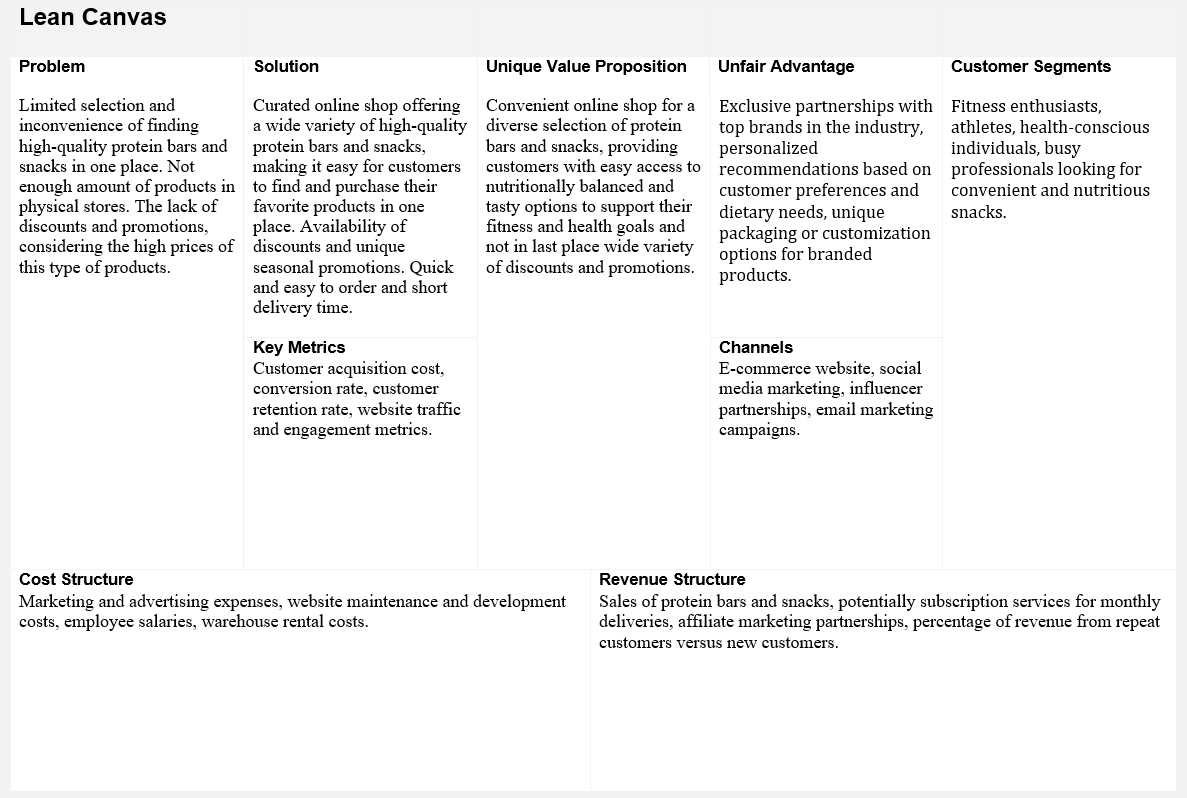 Lean Canvas
Problem
Limited selection and
inconvenience of finding
high-quality protein bars and
snacks in one place. Not
enough amount of products in
physical stores. The lack of
discounts and promotions,
considering the high prices of
this type of products.
Solution
Curated online shop offering
a wide variety of high-quality
protein bars and snacks,
making it easy for customers
to find and purchase their
favorite products in one
place. Availability of
discounts and unique
seasonal promotions. Quick
and easy to order and short
delivery time.
Key Metrics
Customer acquisition cost,
conversion rate, customer
retention rate, website traffic
and engagement metrics.
Unique Value Proposition
Convenient online shop for a
diverse selection of protein
bars and snacks, providing
customers with easy access to
nutritionally balanced and
tasty options to support their
fitness and health goals and
not in last place wide variety
of discounts and promotions.
Unfair Advantage
Exclusive partnerships with
top brands in the industry,
personalized
recommendations based on
customer preferences and
dietary needs, unique
packaging or customization
options for branded
products.
Channels
E-commerce website, social
media marketing, influencer
partnerships, email marketing
campaigns.
Customer Segments
Fitness enthusiasts,
athletes, health-conscious
individuals, busy
professionals looking for
convenient and nutritious
snacks.
Cost Structure
Marketing and advertising expenses, website maintenance and development
costs, employee salaries, warehouse rental costs.
Revenue Structure
Sales of protein bars and snacks, potentially subscription services for monthly
deliveries, affiliate marketing partnerships, percentage of revenue from repeat
customers versus new customers.